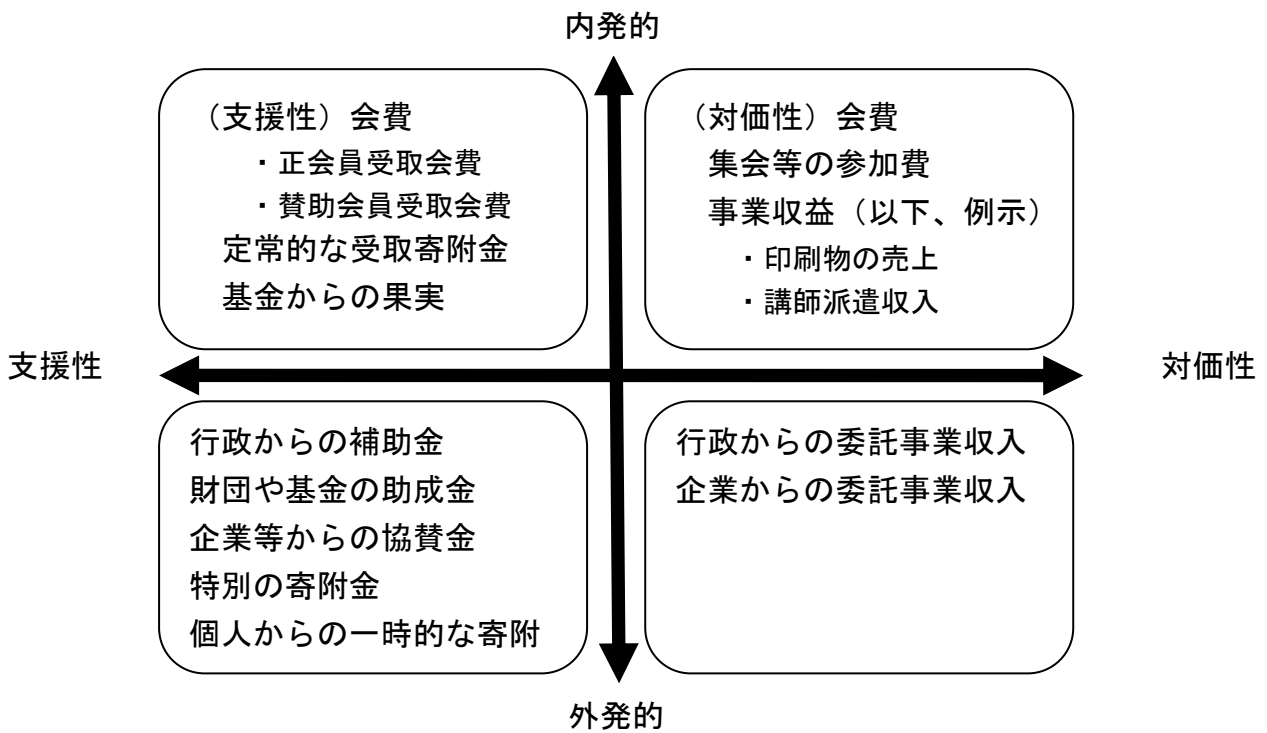 内発的
（支援性）会費
・正会員受取会費
・賛助会員受取会費
定常的な受取寄附金
基金からの果実
（対価性）会費
集会等の参加費
事業収益（以下、例示）
・印刷物の売上
・講師派遣収入
支援性
対価性
行政からの補助金
財団や基金の助成金
企業等からの協賛金
特別の寄附金
個人からの一時的な寄附
行政からの委託事業収入
企業からの委託事業収入
外発的